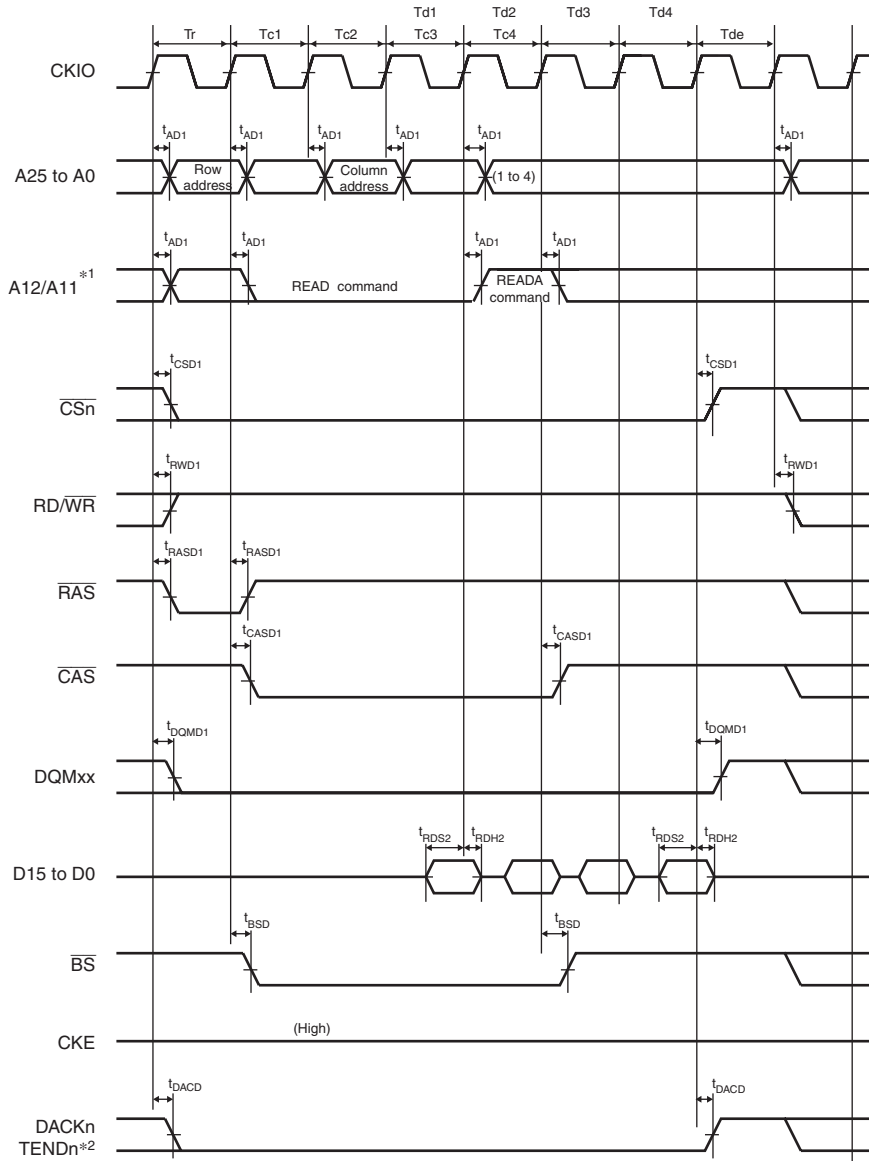 Td1 Td2 Td3 Td4
Tr Tc1 Tc2 Tc3 Tc4 Tde
CKIO
tAD1 tAD1 tAD1 tAD1 tAD1 tAD1
A25 to A0
Row address
Column address
(1 to 4)
tAD1 tAD1 tAD1 tAD1
A12/A11*1
READ command
READA command
tCSD1 tCSD1
CSn
tRWD1 tRWD1
RD/WR
tRASD1 tRASD1
RAS
tCASD1 tCASD1
CAS
tDQMD1 tDQMD1
DQMxx
tRDS2 tRDH2 tRDS2 tRDH2
D15 to D0
tBSD tBSD
BS
(High)
CKE
tDACD tDACD
DACKn
TENDn*2